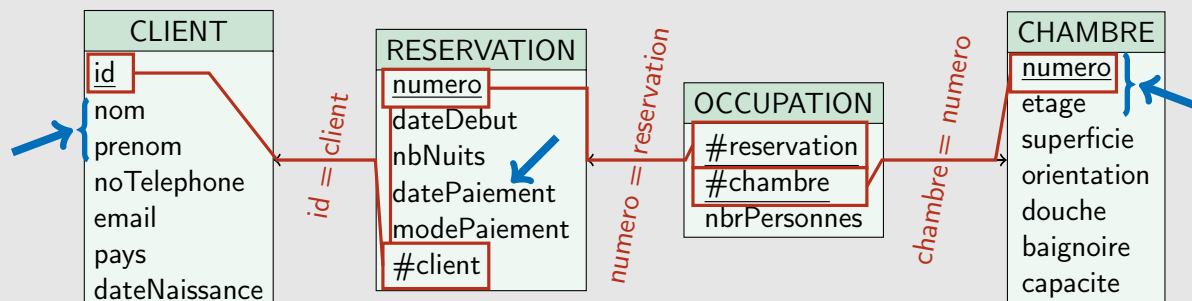 CLIENT
id
nom
prenom
noTelephone
email
pays
dateNaissance
id = client
RESERVATION
numero
dateDebut
nbNuits
datePaiement
modePaiement
#client
numero = reservation
OCCUPATION
#reservation
#chambre
nbrPersonnes
chambre = numero
CHAMBRE
numero
etage
superficie
orientation
douche
baignoire
capacite